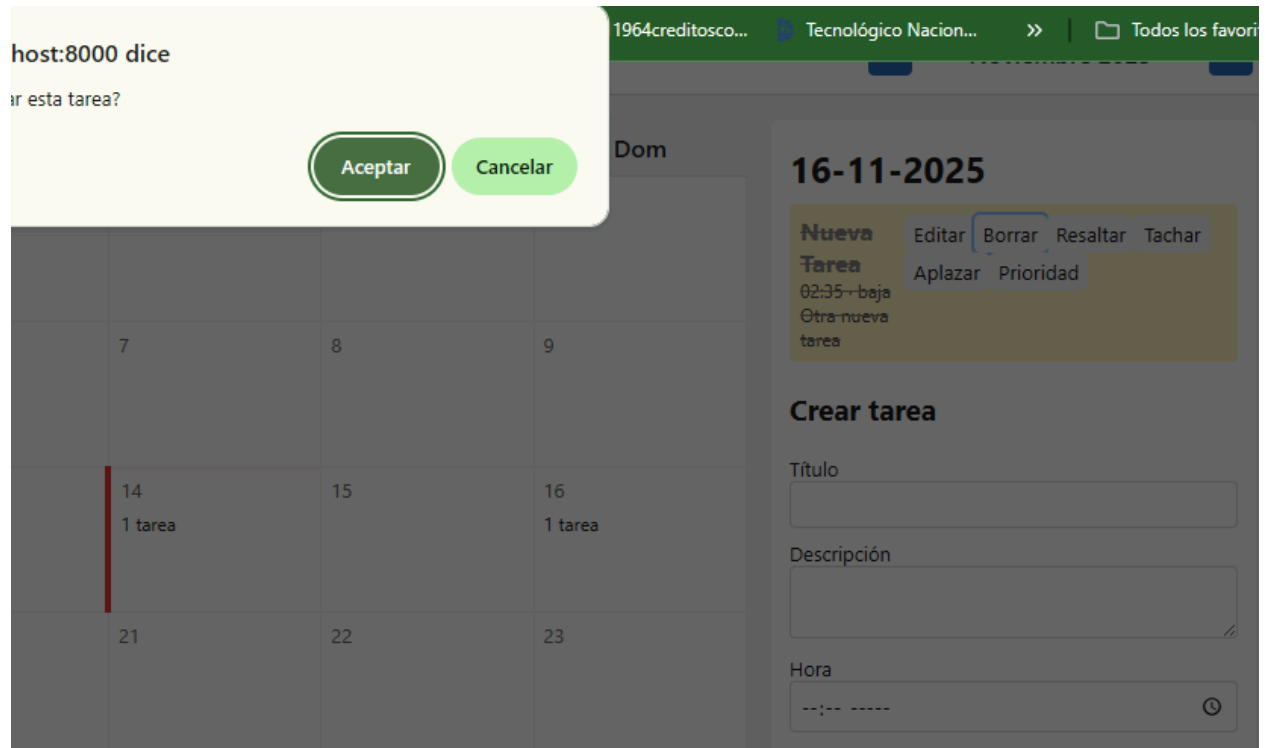 1964creditosco... Tecnológico Nacion... » Todos los favori
host:8000 dice
ar esta tarea?
Aceptar Cancelar
Noviembre 2025
Dom
16-11-2025
Nueva Tarea
02:35 · baja
Otra nueva
tarea
Editar Borrar Resaltar Tachar
Aplazar Prioridad
7 8 9
Crear tarea
Título
14 15 16
1 tarea 1 tarea
Descripción
21 22 23
Hora
--:-- -----